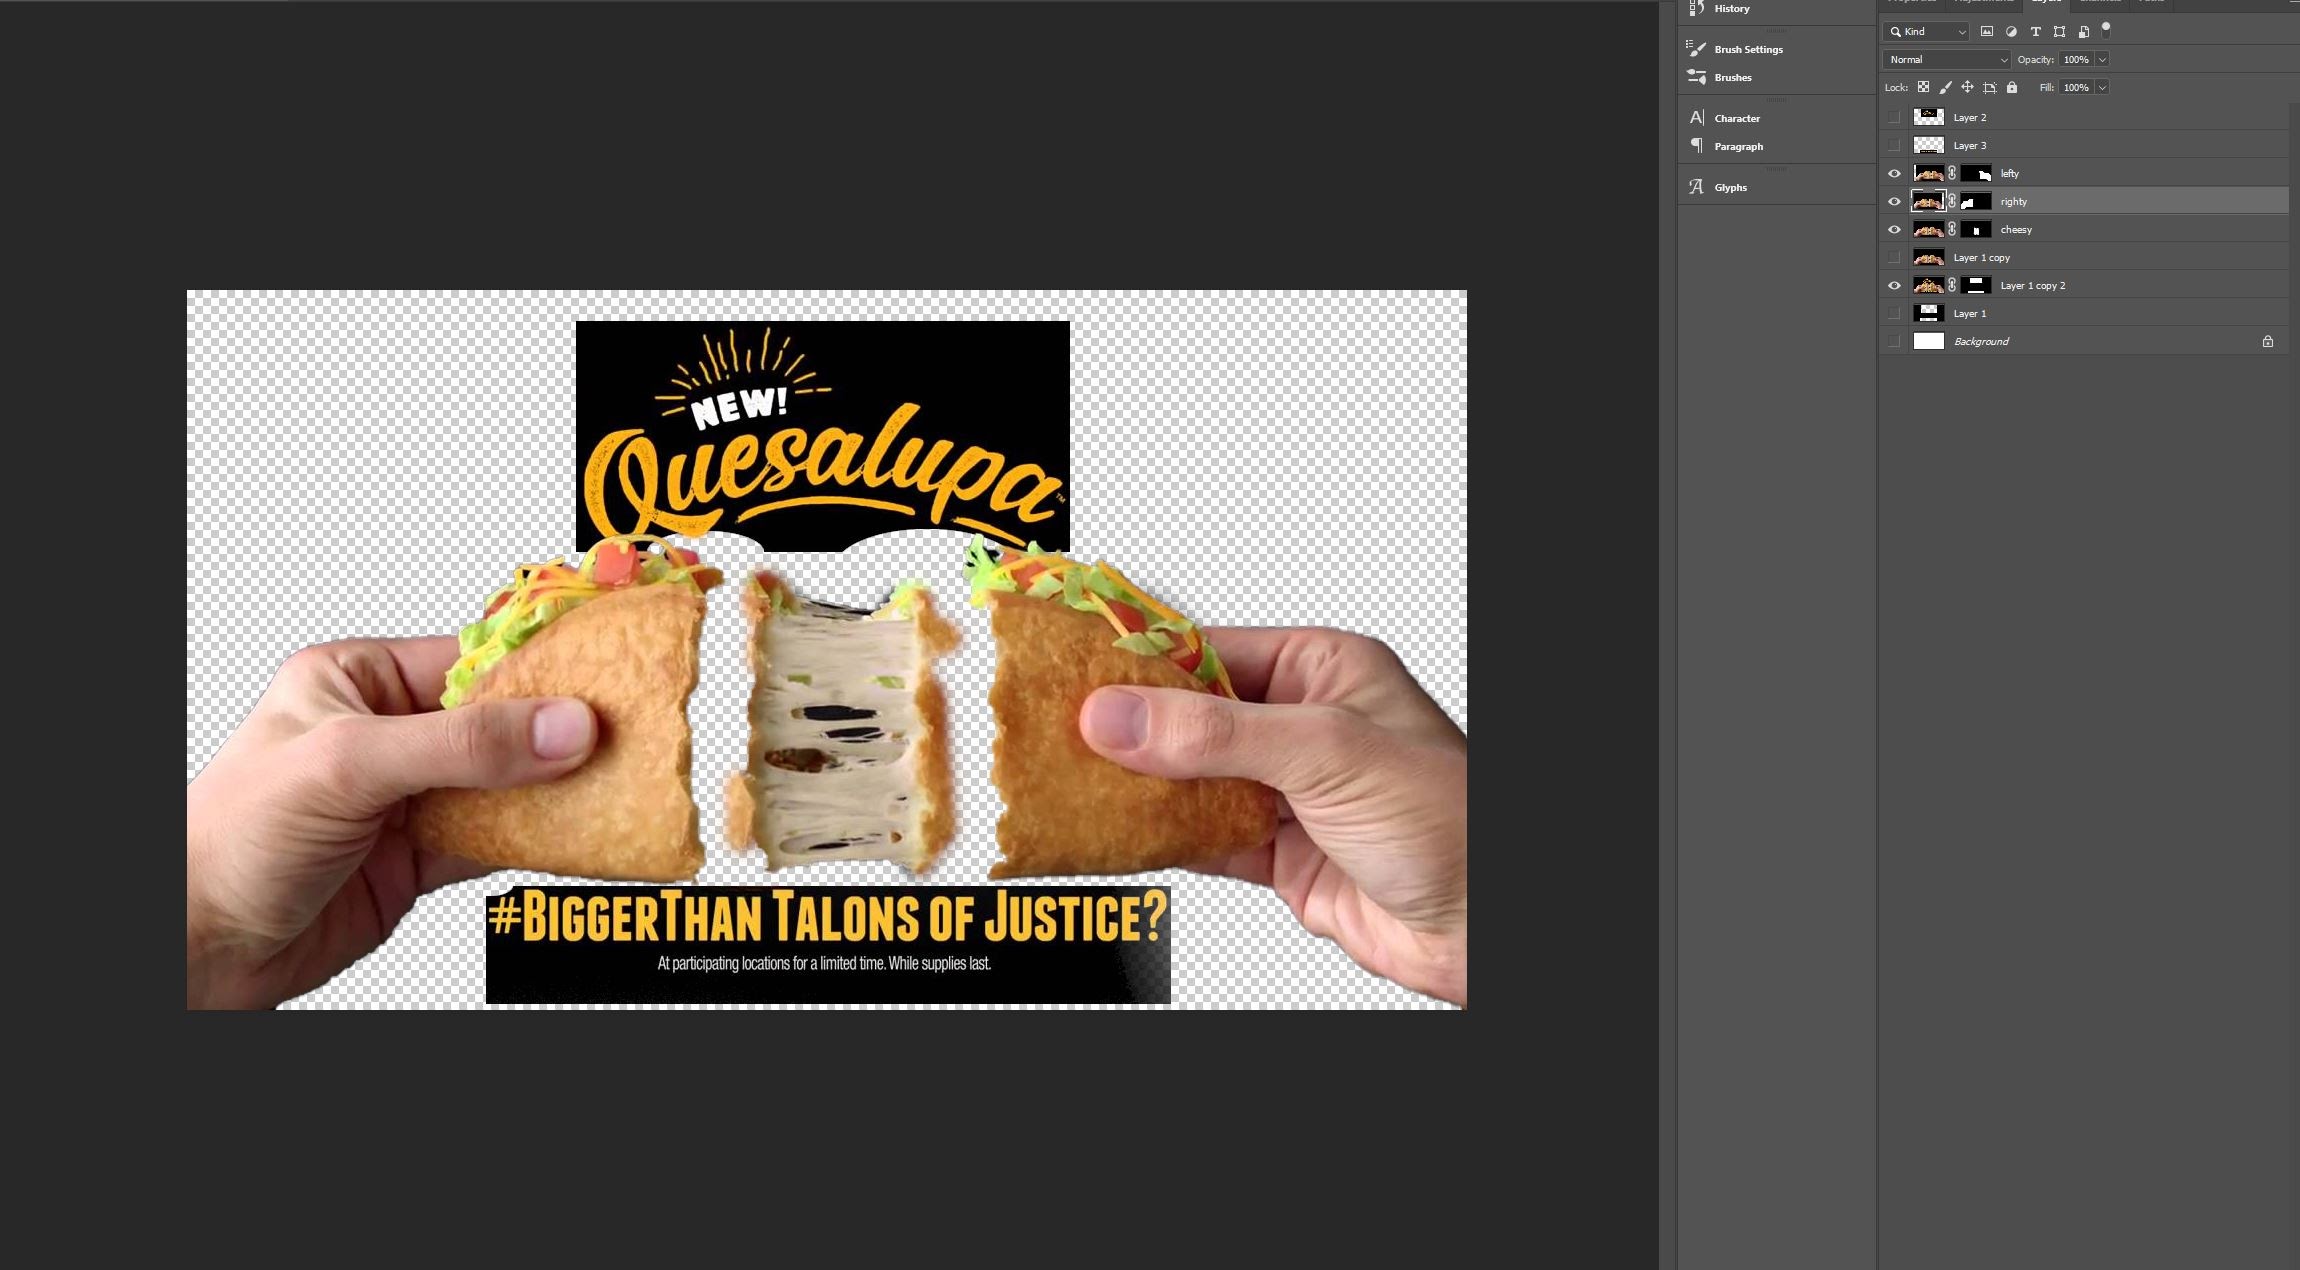 History
Brush Settings
Brushes
Character
Paragraph
Glyphs
Layers
Kind
Normal
Opacity: 100%
Lock:
Fill: 100%
Layer 2
Layer 3
lefty
righty
cheesy
Layer 1 copy
Layer 1 copy 2
Layer 1
Background
NEW!
Quesalupa™
#BIGGERTHAN TALONS OF JUSTICE?
At participating locations for a limited time. While supplies last.